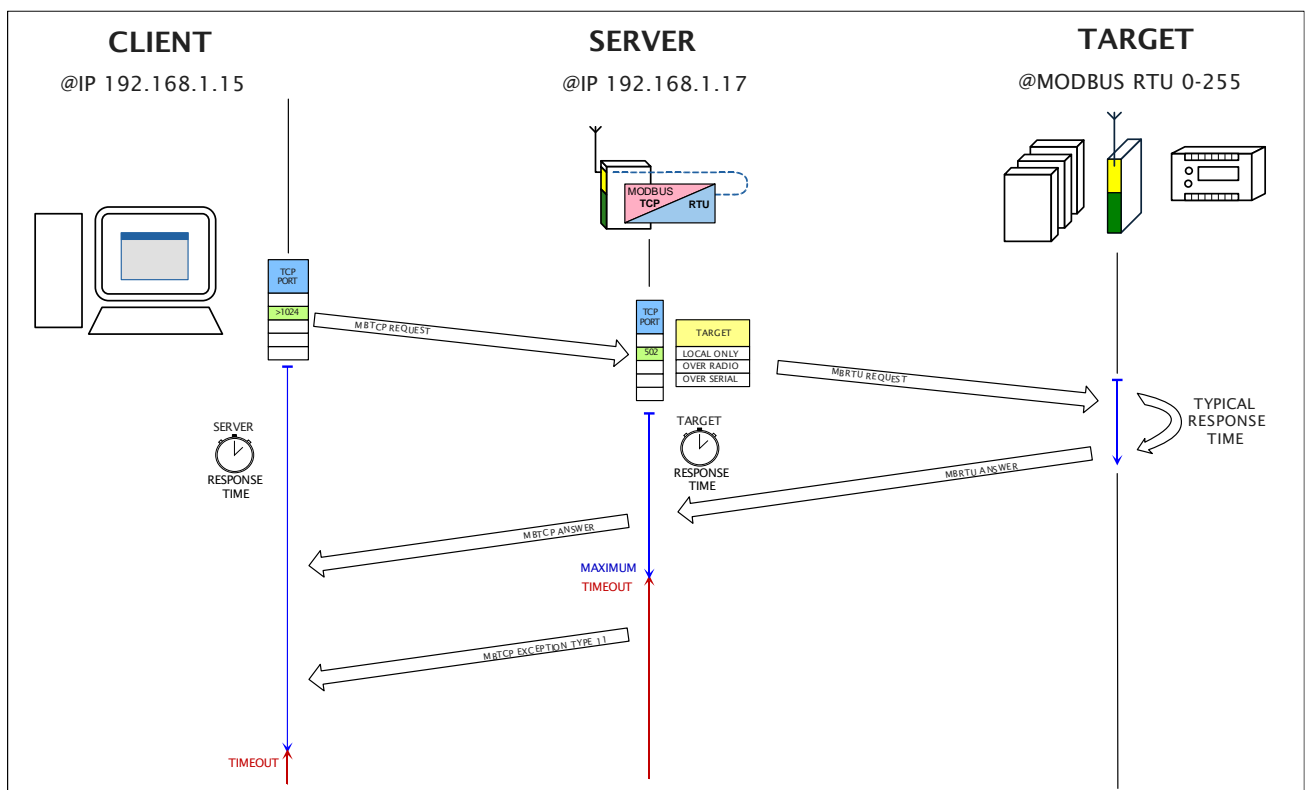 CLIENT
SERVER
TARGET
@IP 192.168.1.15
@IP 192.168.1.17
@MODBUS RTU 0-255
MODBUS
TCP
RTU
TCP
PORT
>1024
MBTCP REQUEST
TCP
PORT
502
TARGET
LOCAL ONLY
OVER RADIO
OVER SERIAL
MBRTU REQUEST
TYPICAL
RESPONSE
TIME
SERVER
RESPONSE
TIME
TARGET
RESPONSE
TIME
MBRTU ANSWER
MBTCP ANSWER
MAXIMUM
TIMEOUT
MBTCP EXCEPTION TYPE 11
TIMEOUT